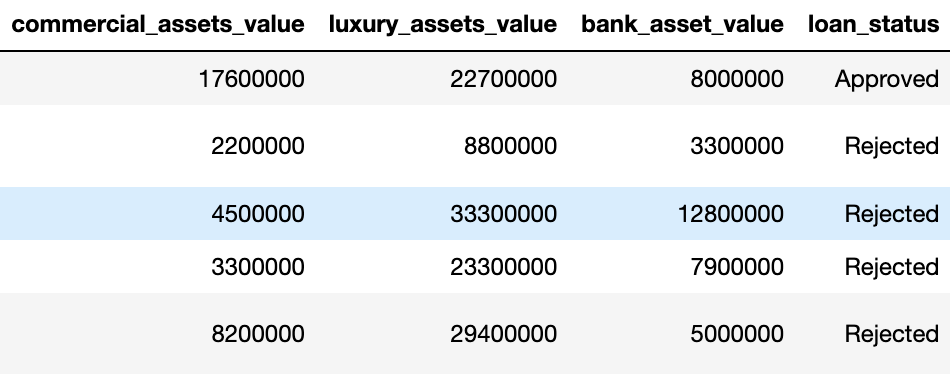 commercial_assets_value luxury_assets_value bank_asset_value loan_status
17600000 22700000 8000000 Approved
2200000 8800000 3300000 Rejected
4500000 33300000 12800000 Rejected
3300000 23300000 7900000 Rejected
8200000 29400000 5000000 Rejected